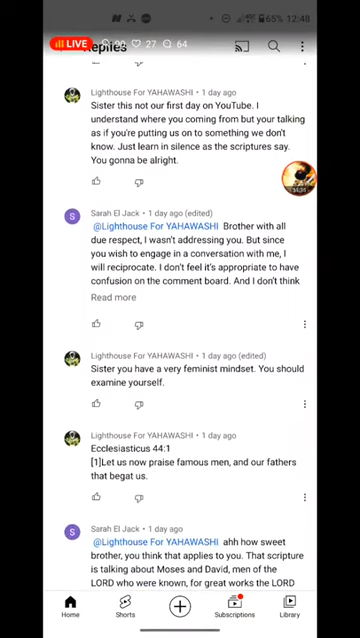 65% 12:48
LIVE 27 64
Replies
Lighthouse For YAHAWASHI • 1 day ago
Sister this not our first day on YouTube. I
understand where you coming from but your talking
as if you're putting us on to something we don't
know. Just learn in silence as the scriptures say.
You gonna be alright.
S
Sarah El Jack • 1 day ago (edited)
@Lighthouse For YAHAWASHI Brother with all
due respect, I wasn't addressing you. But since
you wish to engage in a conversation with me, I
will reciprocate. I don't feel it's appropriate to have
confusion on the comment board. And I don't think
Read more
Lighthouse For YAHAWASHI • 1 day ago (edited)
Sister you have a very feminist mindset. You should
examine yourself.
Lighthouse For YAHAWASHI • 1 day ago
Ecclesiasticus 44:1
[1]Let us now praise famous men, and our fathers
that begat us.
S
Sarah El Jack • 1 day ago
@Lighthouse For YAHAWASHI ahh how sweet
brother, you think that applies to you. That scripture
is talking about Moses and David, men of the
LORD who were known, for great works the LORD
Home Shorts Subscriptions Library